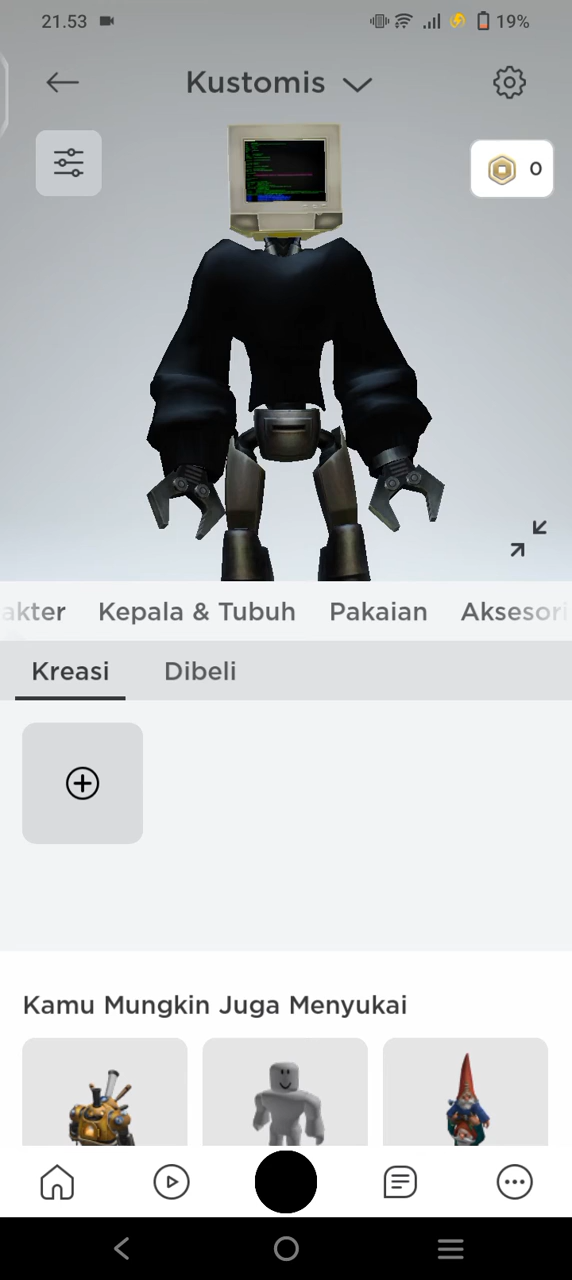 21.53
19%
Kustomis
0
akter Kepala & Tubuh Pakaian Aksesori
Kreasi Dibeli
Kamu Mungkin Juga Menyukai